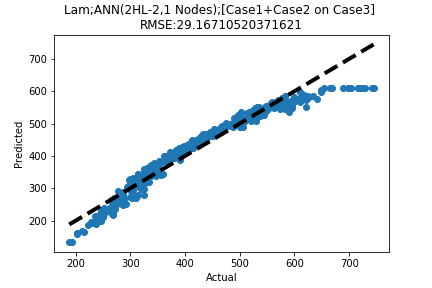 Lam;ANN(2HL-2,1 Nodes);[Case1+Case2 on Case3]
RMSE:29.16710520371621
700
600
500
400
300
200
Predicted
200 300 400 500 600 700
Actual